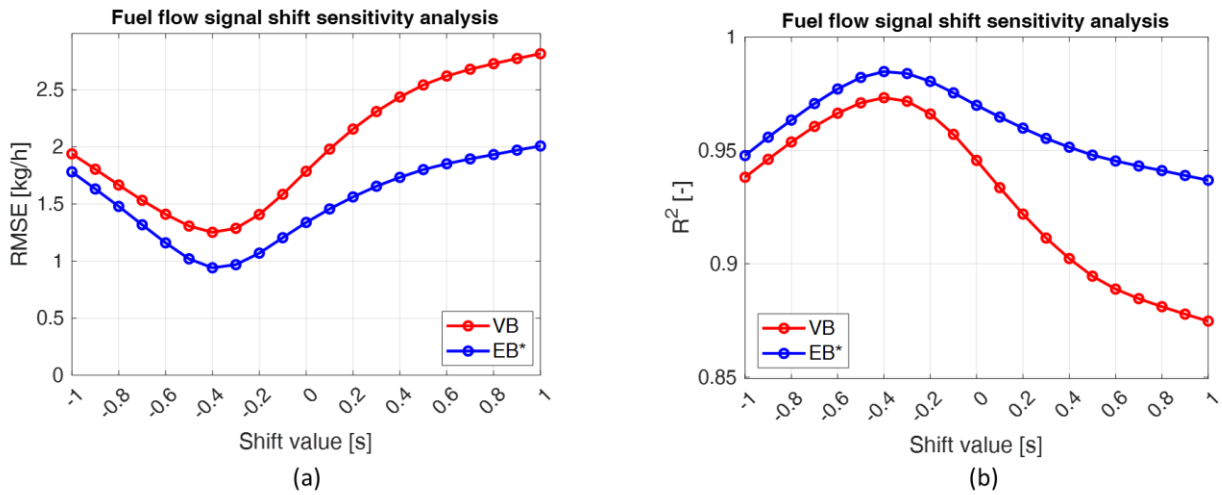 Fuel flow signal shift sensitivity analysis
RMSE [kg/h]
2.5
2
1.5
1
0.5
0
-1
-0.8
-0.6
-0.4
-0.2
0
0.2
0.4
0.6
0.8
1
VB
EB*
Shift value [s]
(a)
Fuel flow signal shift sensitivity analysis
R² [-]
1
0.95
0.9
0.85
-1
-0.8
-0.6
-0.4
-0.2
0
0.2
0.4
0.6
0.8
1
VB
EB*
Shift value [s]
(b)